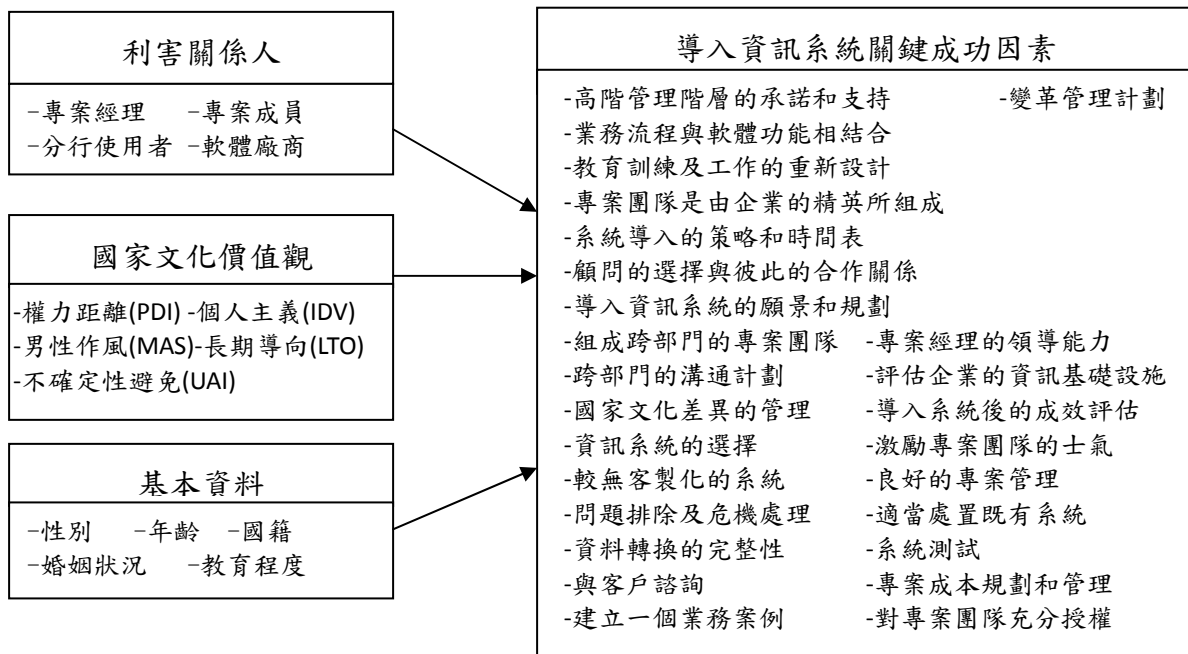 利害關係人
-專案經理 -專案成員
-分行使用者 -軟體廠商
國家文化價值觀
-權力距離(PDI) -個人主義(IDV)
-男性作風(MAS)-長期導向(LTO)
-不確定性避免(UAI)
基本資料
-性別 -年齡 -國籍
-婚姻狀況 -教育程度
導入資訊系統關鍵成功因素
-高階管理階層的承諾和支持 -變革管理計劃
-業務流程與軟體功能相結合
-教育訓練及工作的重新設計
-專案團隊是由企業的精英所組成
-系統導入的策略和時間表
-顧問的選擇與彼此的合作關係
-導入資訊系統的願景和規劃
-組成跨部門的專案團隊 -專案經理的領導能力
-跨部門的溝通計劃 -評估企業的資訊基礎設施
-國家文化差異的管理 -導入系統後的成效評估
-資訊系統的選擇 -激勵專案團隊的士氣
-較無客製化的系統 -良好的專案管理
-問題排除及危機處理 -適當處置既有系統
-資料轉換的完整性 -系統測試
-與客戶諮詢 -專案成本規劃和管理
-建立一個業務案例 -對專案團隊充分授權